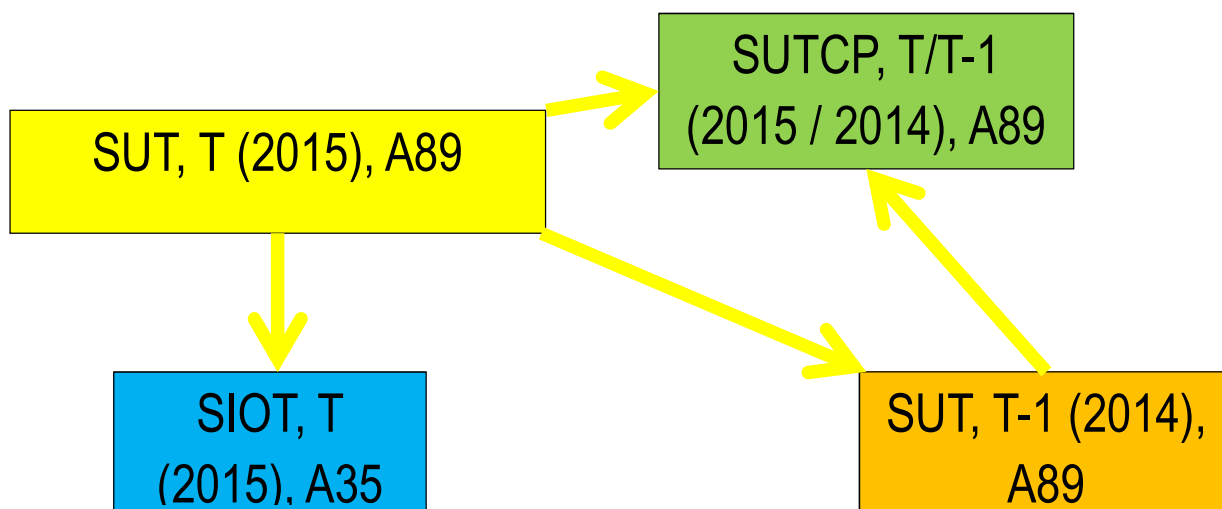 SUTCP, T/T-1
(2015 / 2014), A89
SUT, T (2015), A89
SIOT, T
(2015), A35
SUT, T-1 (2014),
A89